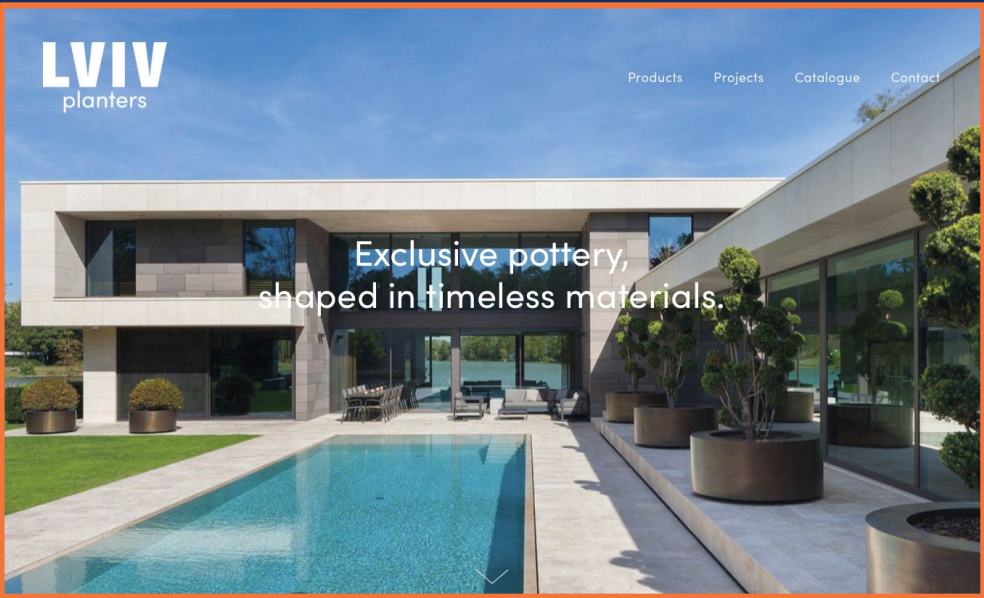 LVIV
planters
Products Projects Catalogue Contact
Exclusive pottery,
shaped in timeless materials.